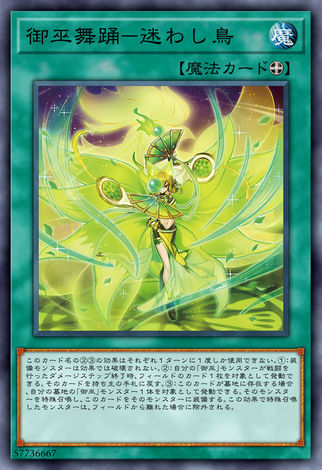 御巫舞踊－迷わし鳥
魔
【魔法カード】
このカード名の②③の効果はそれぞれ１ターンに１度しか使用できない。①：装
備モンスターは効果では破壊されない。②：自分の「御巫」モンスターが戦闘を
行ったダメージステップ終了時、フィールドのカード１枚を対象として発動で
きる。そのカードを持ち主の手札に戻す。③：このカードが墓地に存在する場合、
自分の墓地の「御巫」モンスター１体を対象として発動できる。そのモンスター
を特殊召喚し、このカードをそのモンスターに装備する。この効果で特殊召喚
したモンスターは、フィールドから離れた場合に除外される。
57736667